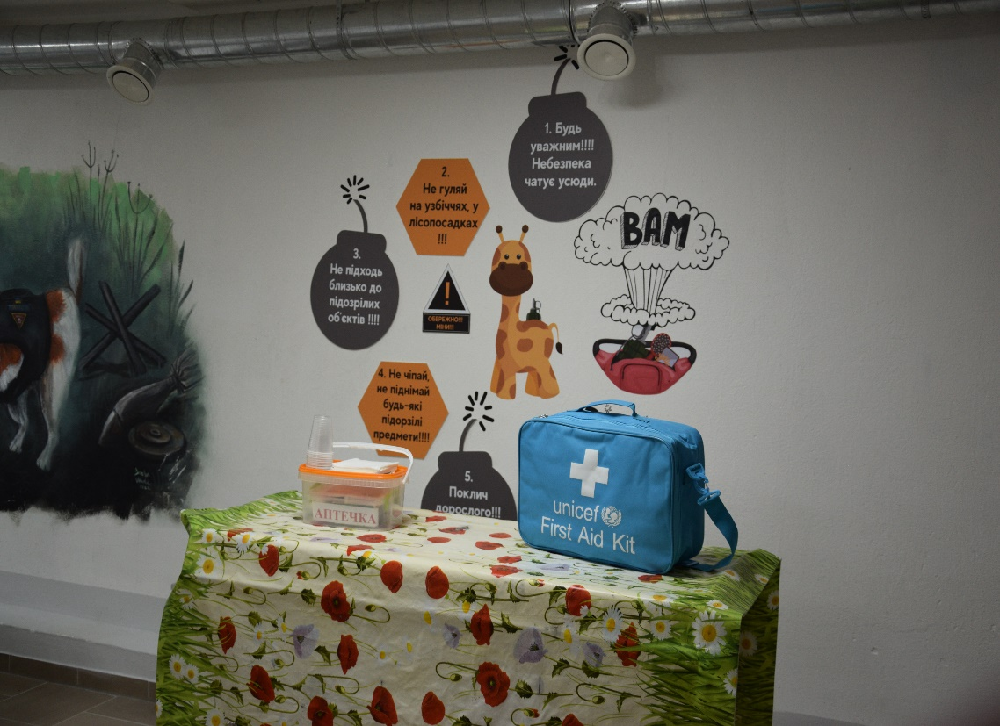 1. Будь
уважним!!!!
Небезпека
чатує усюди.
2.
Не гуляй
на узбіччях, у
лісопосадках
!!!
BAM
3.
Не підходь
близько до
підозрілих
об'єктів !!!!
!
ОБЕРЕЖНО!!!
МІНИ!!!
4. Не чіпай,
не піднімай
будь-які
підорзілі
предмети!!!!
5.
Поклич
дорослого!!!
АПТЕЧКА
unicef
First Aid Kit